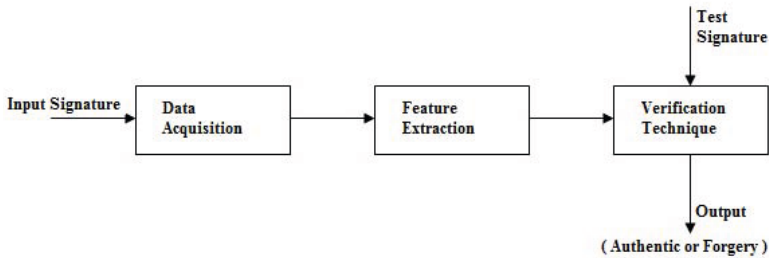 Test
Signature
Input Signature
Data
Acquisition
Feature
Extraction
Verification
Technique
Output
( Authentic or Forgery )